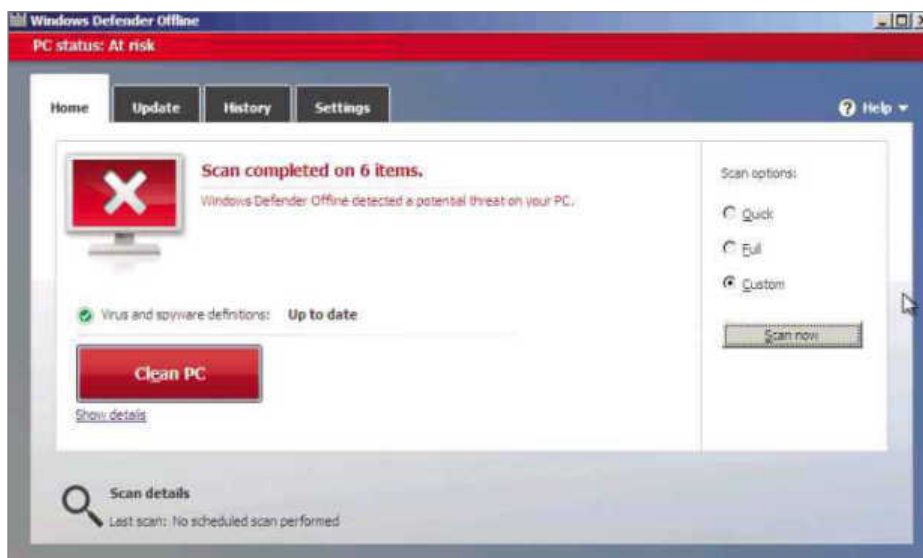 Windows Defender Offline
PC status: At risk
Home Update History Settings Help
Scan completed on 6 items.
Windows Defender Offline detected a potential threat on your PC.
Scan options:
Quick
Full
Custom
Scan now
Virus and spyware definitions: Up to date
Clean PC
Show details
Scan details
Last scan: No scheduled scan performed